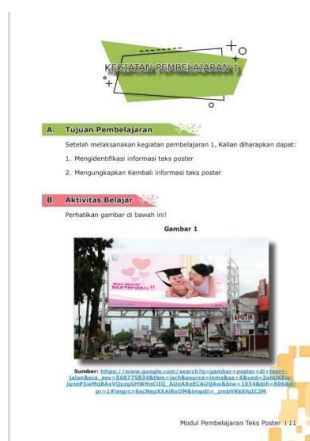 KEGIATAN PEMBELAJARAN 1
A. Tujuan Pembelajaran
Setelah melaksanakan kegiatan pembelajaran 1, Kalian diharapkan dapat:
1. Mengidentifikasi informasi teks poster
2. Mengungkapkan Kembali informasi teks poster
B. Aktivitas Belajar
Perhatikan gambar di bawah ini!
Gambar 1
PERTAMAKU !!
APOTIK
Sumber: https://www.google.com/search?q=gambar+poster+di+tepi+
Modul Pembelajaran Teks Poster I 11